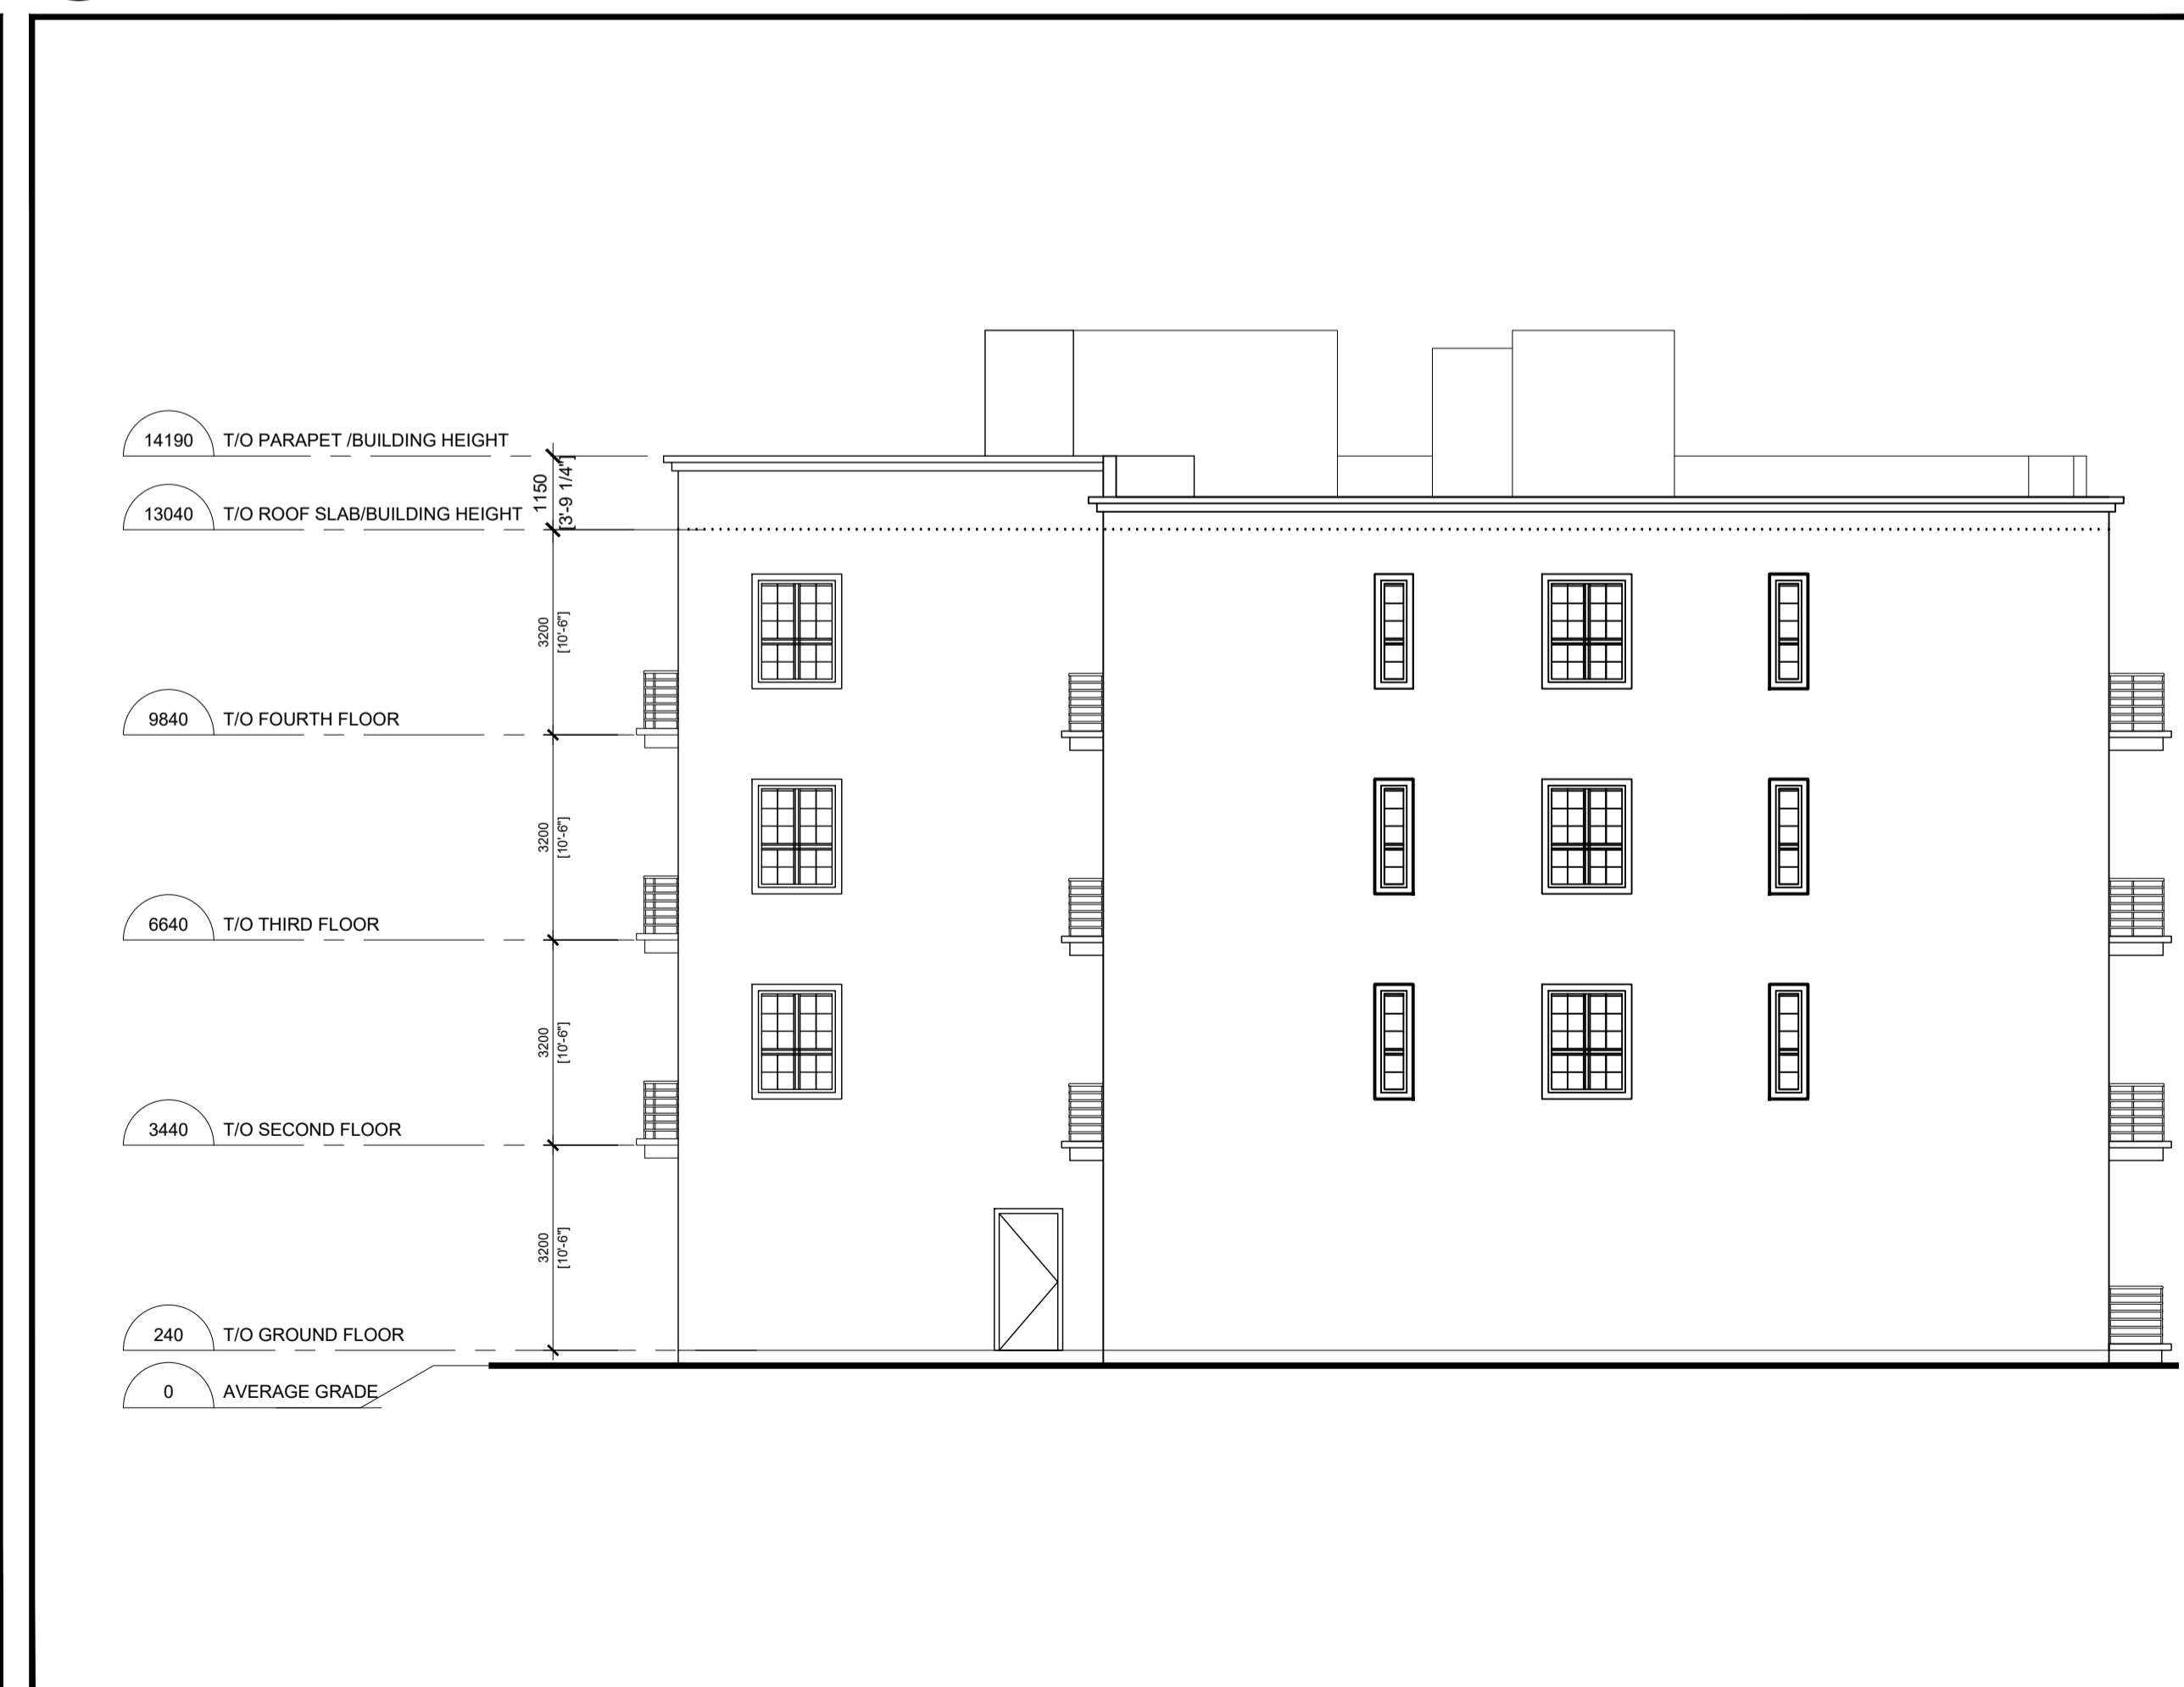 14190 T/O PARAPET /BUILDING HEIGHT
1150
[3'-9 1/4"]
13040 T/O ROOF SLAB/BUILDING HEIGHT
3200
[10'-6"]
9840 T/O FOURTH FLOOR
3200
[10'-6"]
6640 T/O THIRD FLOOR
3200
[10'-6"]
3440 T/O SECOND FLOOR
3200
[10'-6"]
240 T/O GROUND FLOOR
0 AVERAGE GRADE